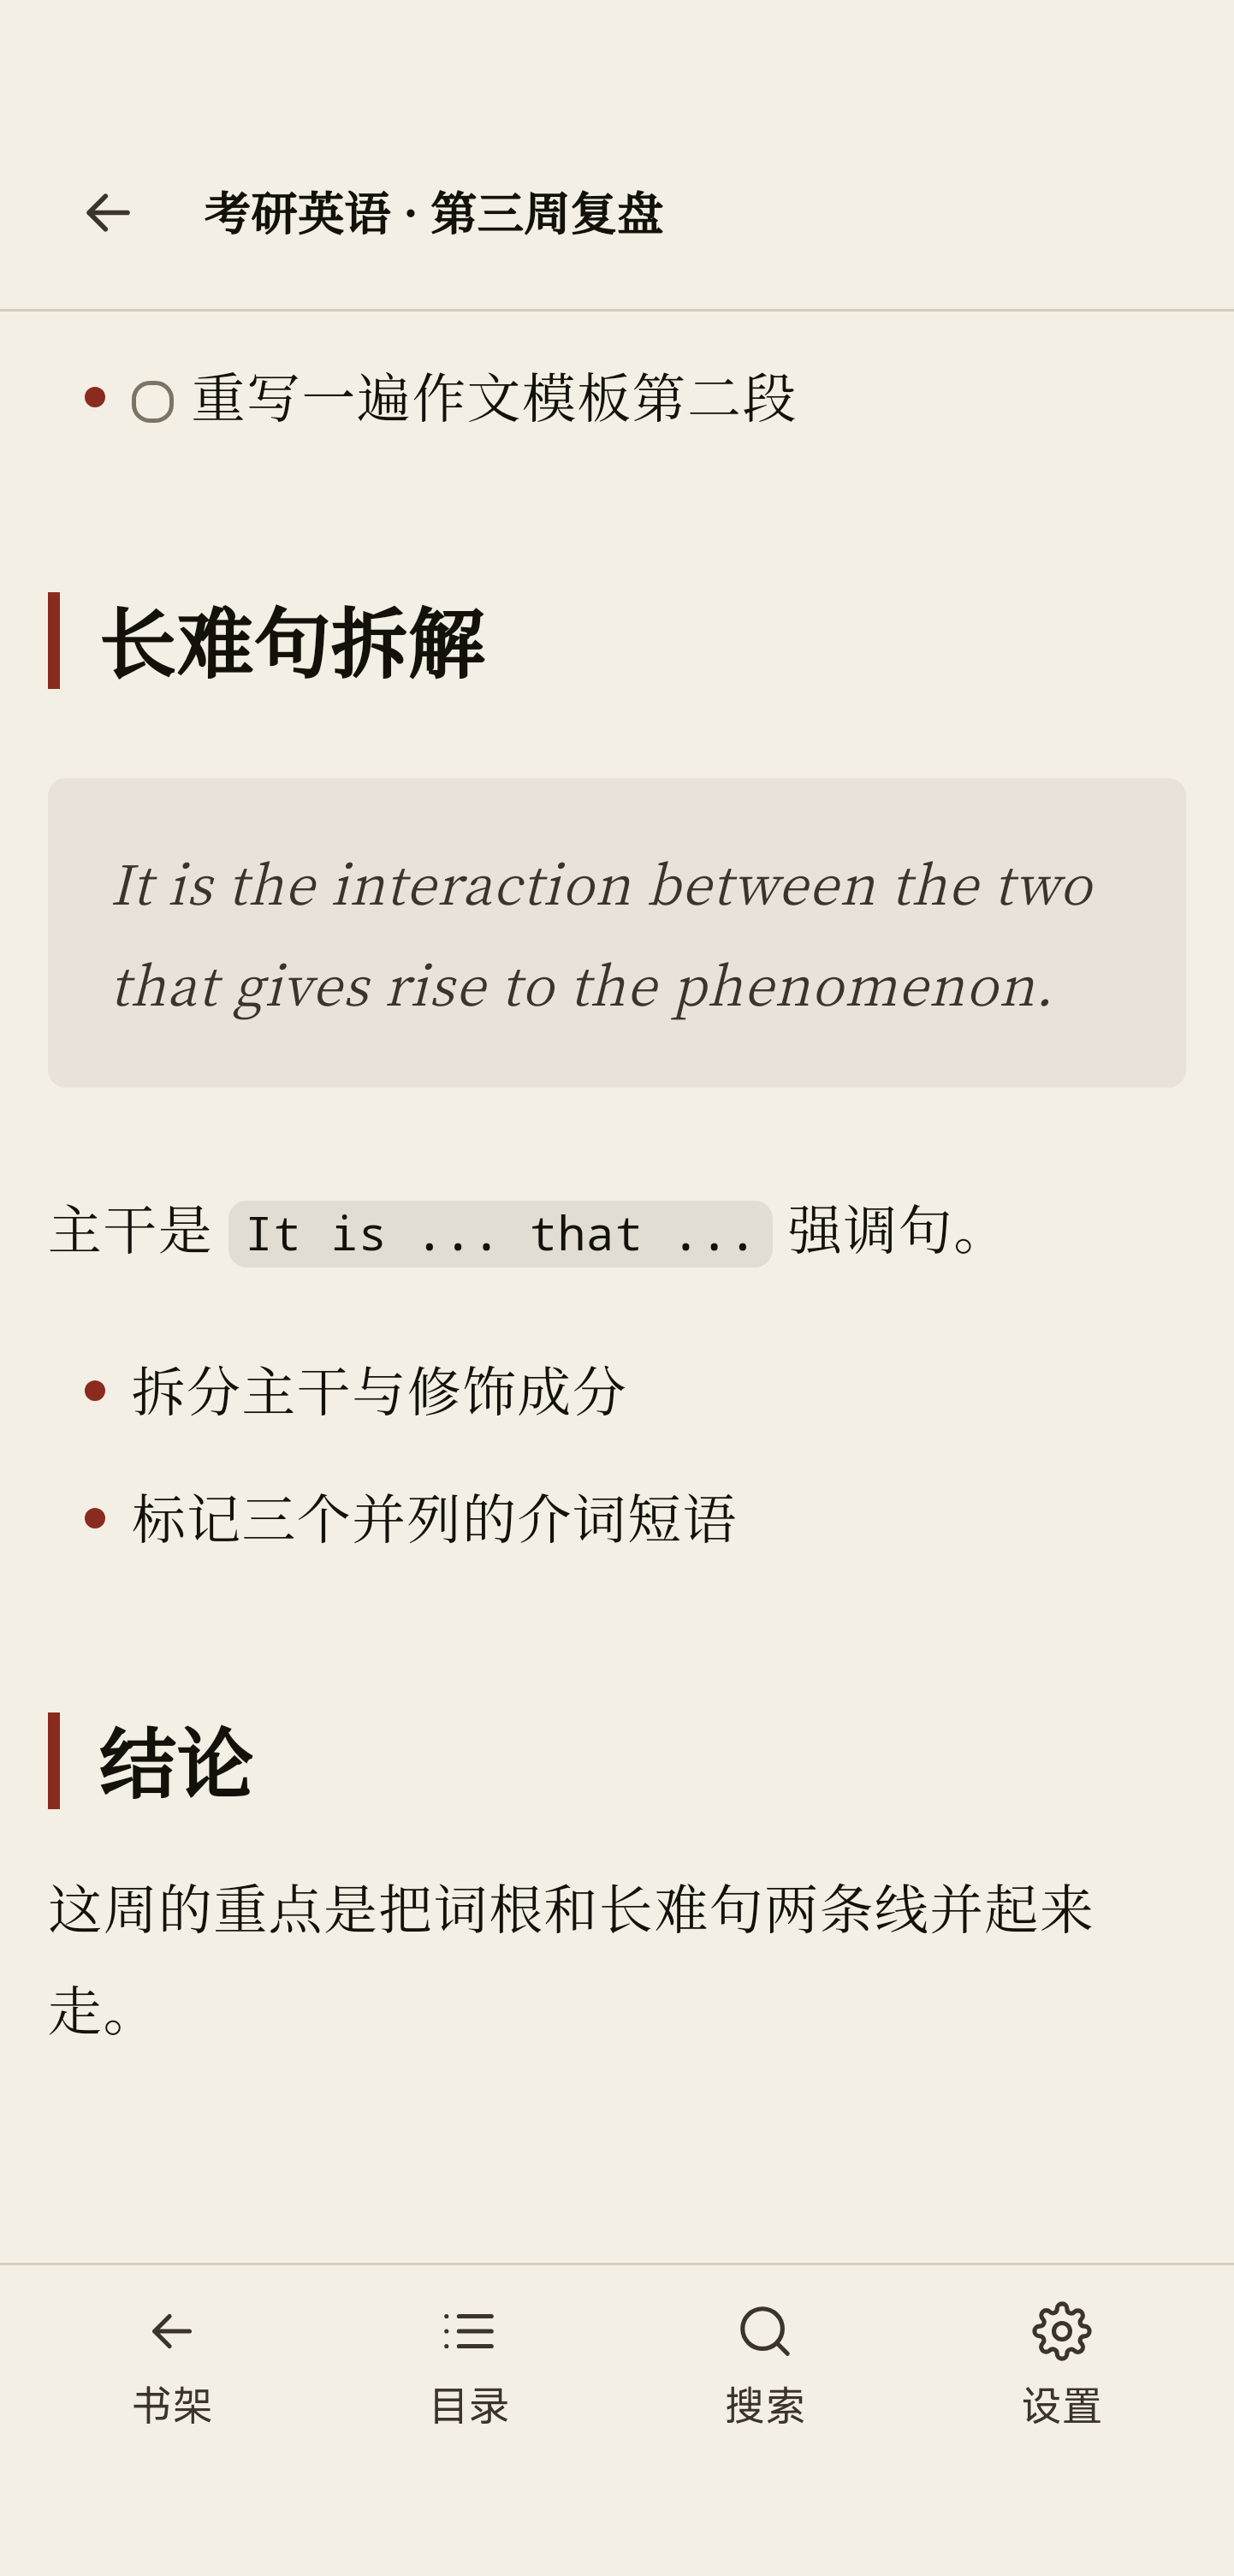 考研英语 · 第三周复盘
重写一遍作文模板第二段
长难句拆解
It is the interaction between the two
that gives rise to the phenomenon.
主干是 It is ... that ... 强调句。
拆分主干与修饰成分
标记三个并列的介词短语
结论
这周的重点是把词根和长难句两条线并起来
走。
书架
目录
搜索
设置